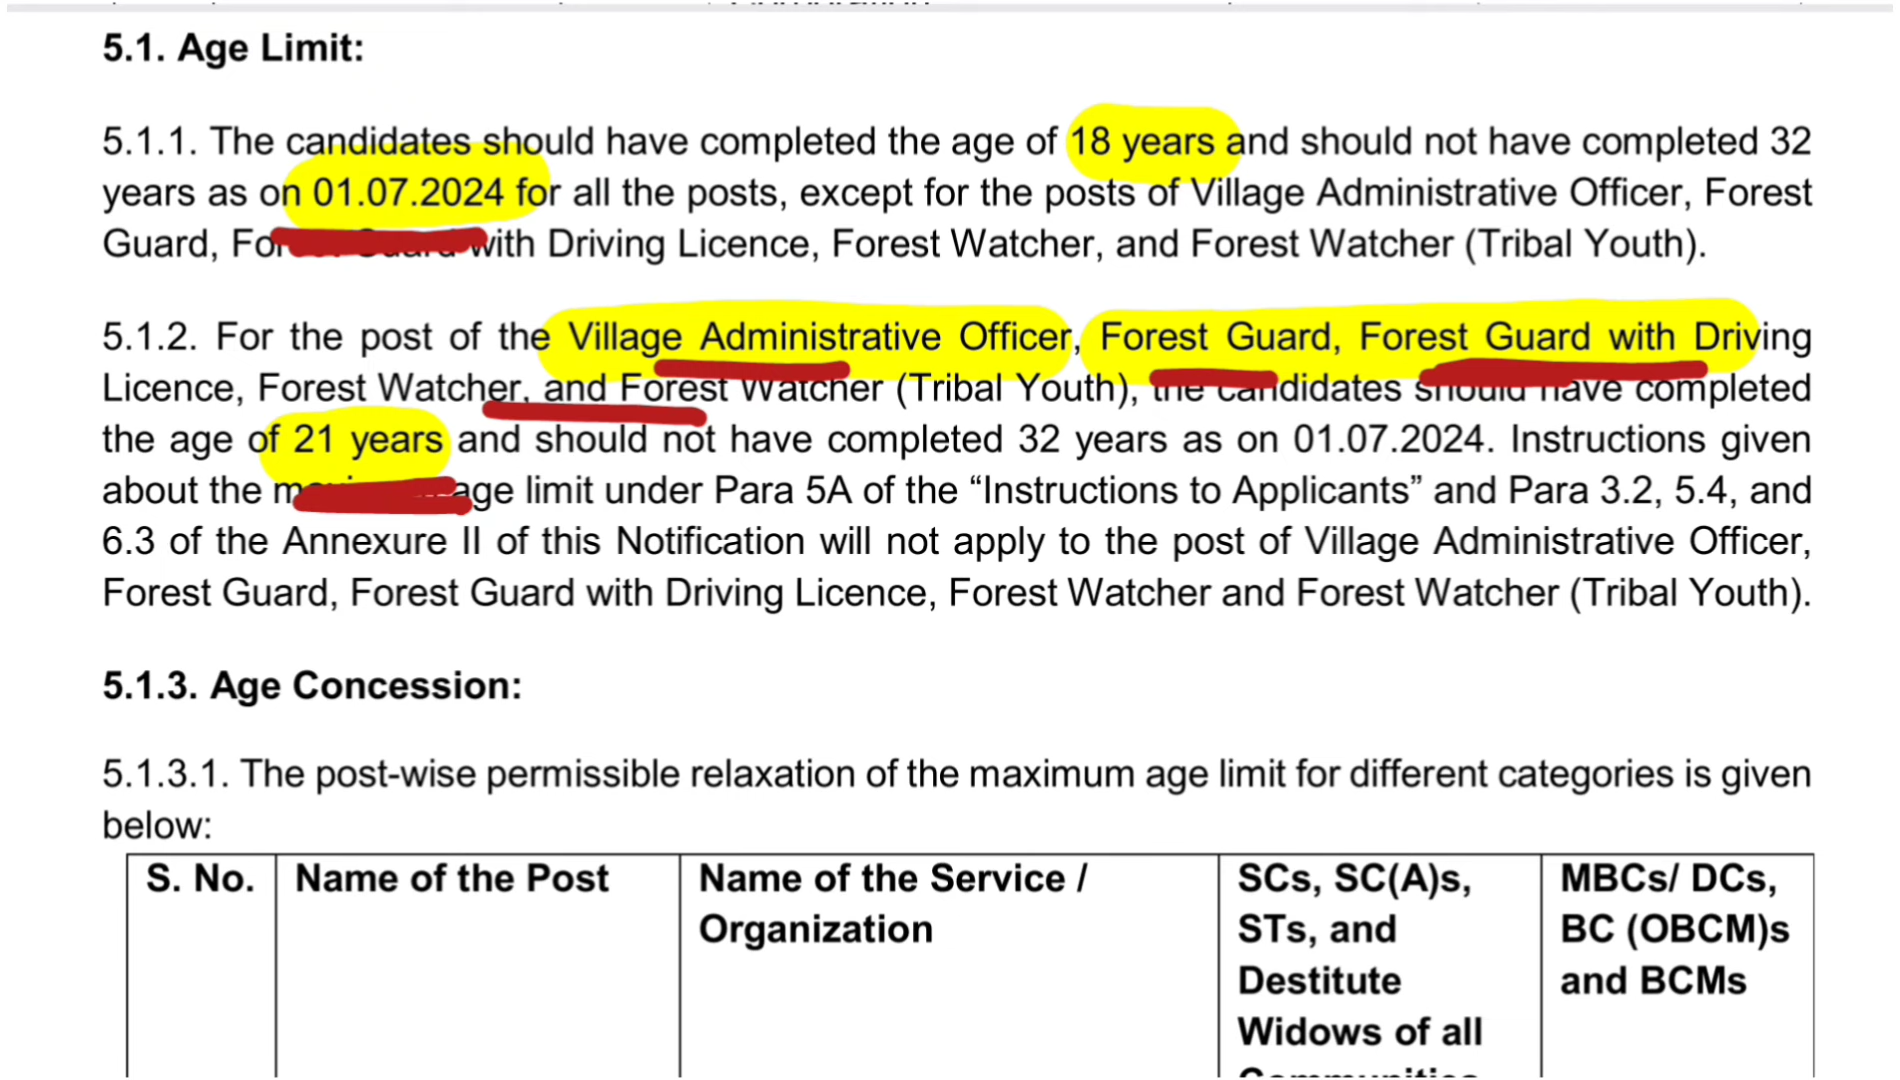 5.1. Age Limit:
5.1.1. The candidates should have completed the age of 18 years and should not have completed 32
years as on 01.07.2024 for all the posts, except for the posts of Village Administrative Officer, Forest
Guard, Forest Guard with Driving Licence, Forest Watcher, and Forest Watcher (Tribal Youth).
5.1.2. For the post of the Village Administrative Officer, Forest Guard, Forest Guard with Driving
Licence, Forest Watcher, and Forest Watcher (Tribal Youth), the candidates should have completed
the age of 21 years and should not have completed 32 years as on 01.07.2024. Instructions given
about the age limit under Para 5A of the “Instructions to Applicants” and Para 3.2, 5.4, and
6.3 of the Annexure II of this Notification will not apply to the post of Village Administrative Officer,
Forest Guard, Forest Guard with Driving Licence, Forest Watcher and Forest Watcher (Tribal Youth).
5.1.3. Age Concession:
5.1.3.1. The post-wise permissible relaxation of the maximum age limit for different categories is given
below:
S. No. Name of the Post Name of the Service / SCs, SC(A)s, MBCs/ DCs,
Organization STs, and BC (OBCM)s
Destitute and BCMs
Widows of all